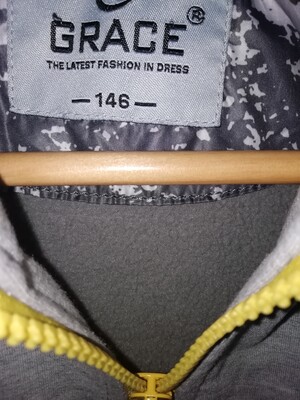 GRACE®
THE LATEST FASHION IN DRESS
—146—